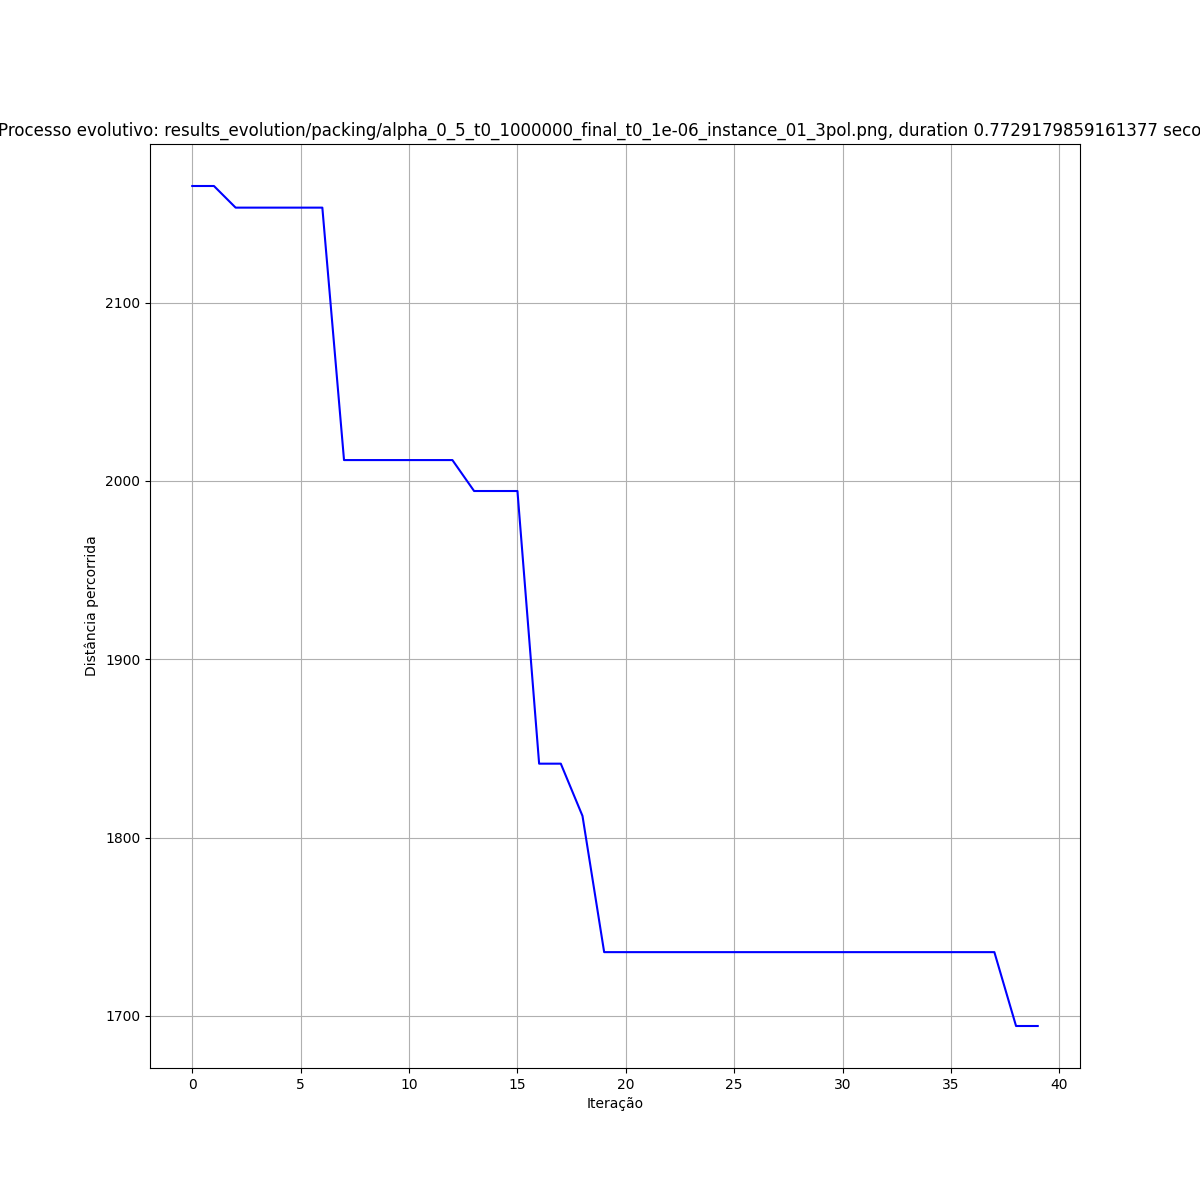 Processo evolutivo: results_evolution/packing/alpha_0_5_t0_1000000_final_t0_1e-06_instance_01_3pol.png, duration 0.7729179859161377 seco
2100
2000
1900
1800
1700
Distância percorrida
0 5 10 15 20 25 30 35 40
Iteração